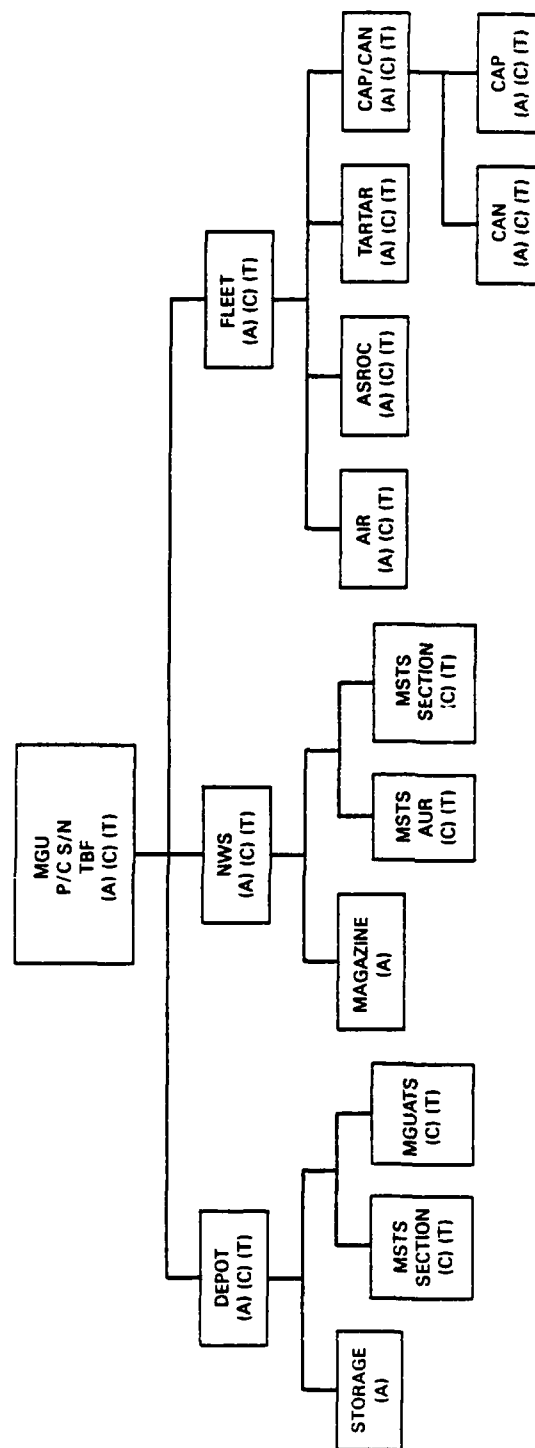 MGU
P/C S/N
TBF
(A) (C) (T)
DEPOT
(A) (C) (T)
NWS
(A) (C) (T)
FLEET
(A) (C) (T)
STORAGE
(A)
MSTS
SECTION
(C) (T)
MGUATS
(C) (T)
MAGAZINE
(A)
MSTS
AUR
(C) (T)
MSTS
SECTION
(C) (T)
AIR
(A) (C) (T)
ASROC
(A) (C) (T)
TARTAR
(A) (C) (T)
CAP/CAN
(A) (C) (T)
CAN
(A) (C) (T)
CAP
(A) (C) (T)